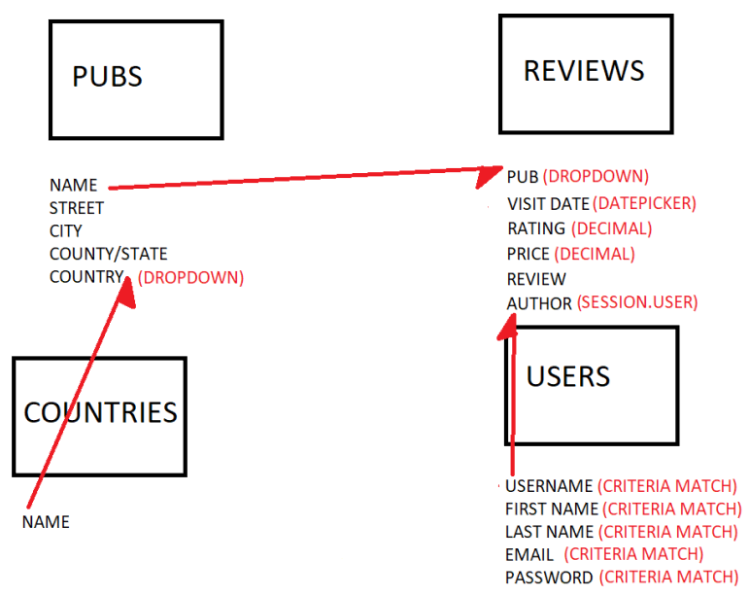 PUBS
NAME
STREET
CITY
COUNTY/STATE
COUNTRY (DROPDOWN)
REVIEWS
PUB (DROPDOWN)
VISIT DATE (DATEPICKER)
RATING (DECIMAL)
PRICE (DECIMAL)
REVIEW
AUTHOR (SESSION.USER)
COUNTRIES
NAME
USERS
USERNAME (CRITERIA MATCH)
FIRST NAME (CRITERIA MATCH)
LAST NAME (CRITERIA MATCH)
EMAIL (CRITERIA MATCH)
PASSWORD (CRITERIA MATCH)